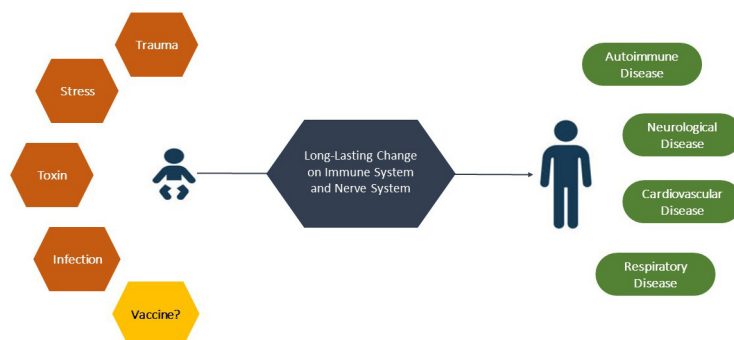 Trauma
Stress
Toxin
Infection
Vaccine?
Long-Lasting Change
on Immune System
and Nerve System
Autoimmune
Disease
Neurological
Disease
Cardiovascular
Disease
Respiratory
Disease